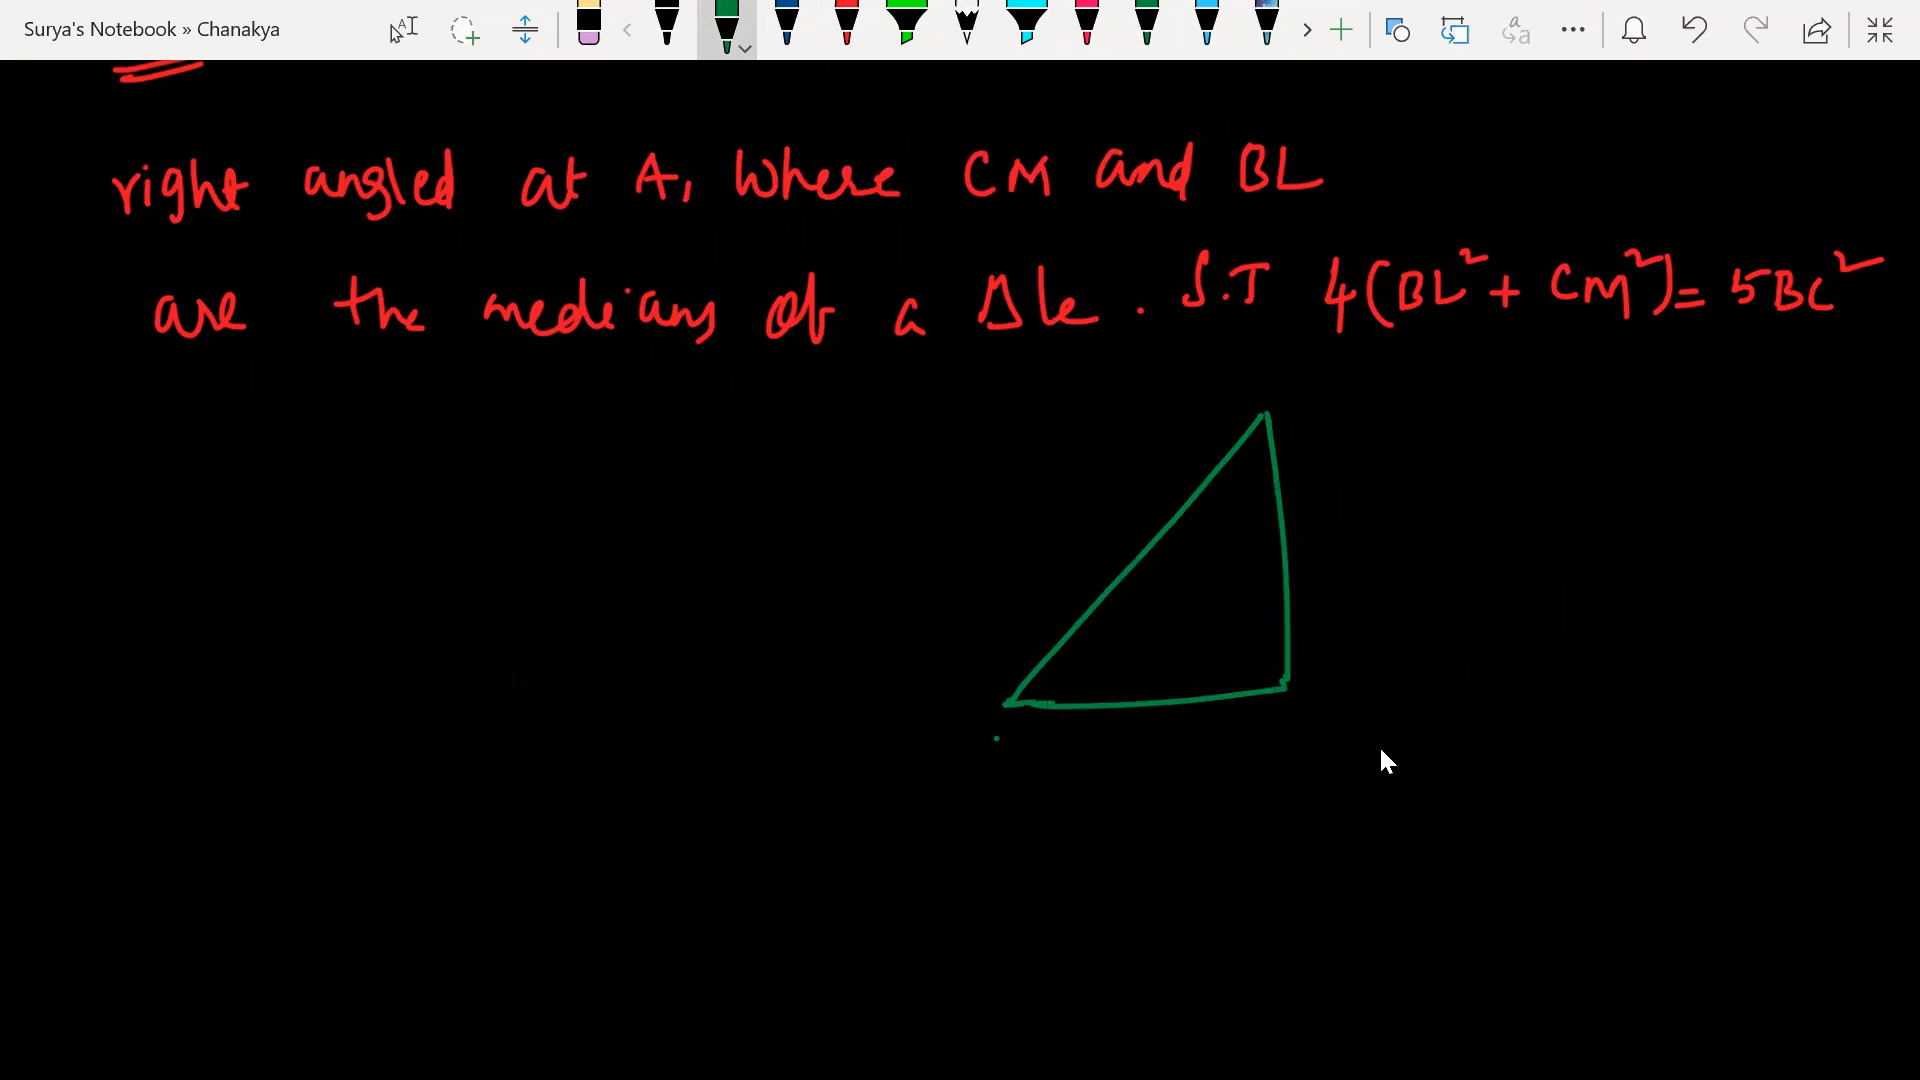 Surya's Notebook » Chanakya
right angled at A, where CM and BL
are the medians of a Δle. S.T 4(BL²+ CM²)= 5BC²